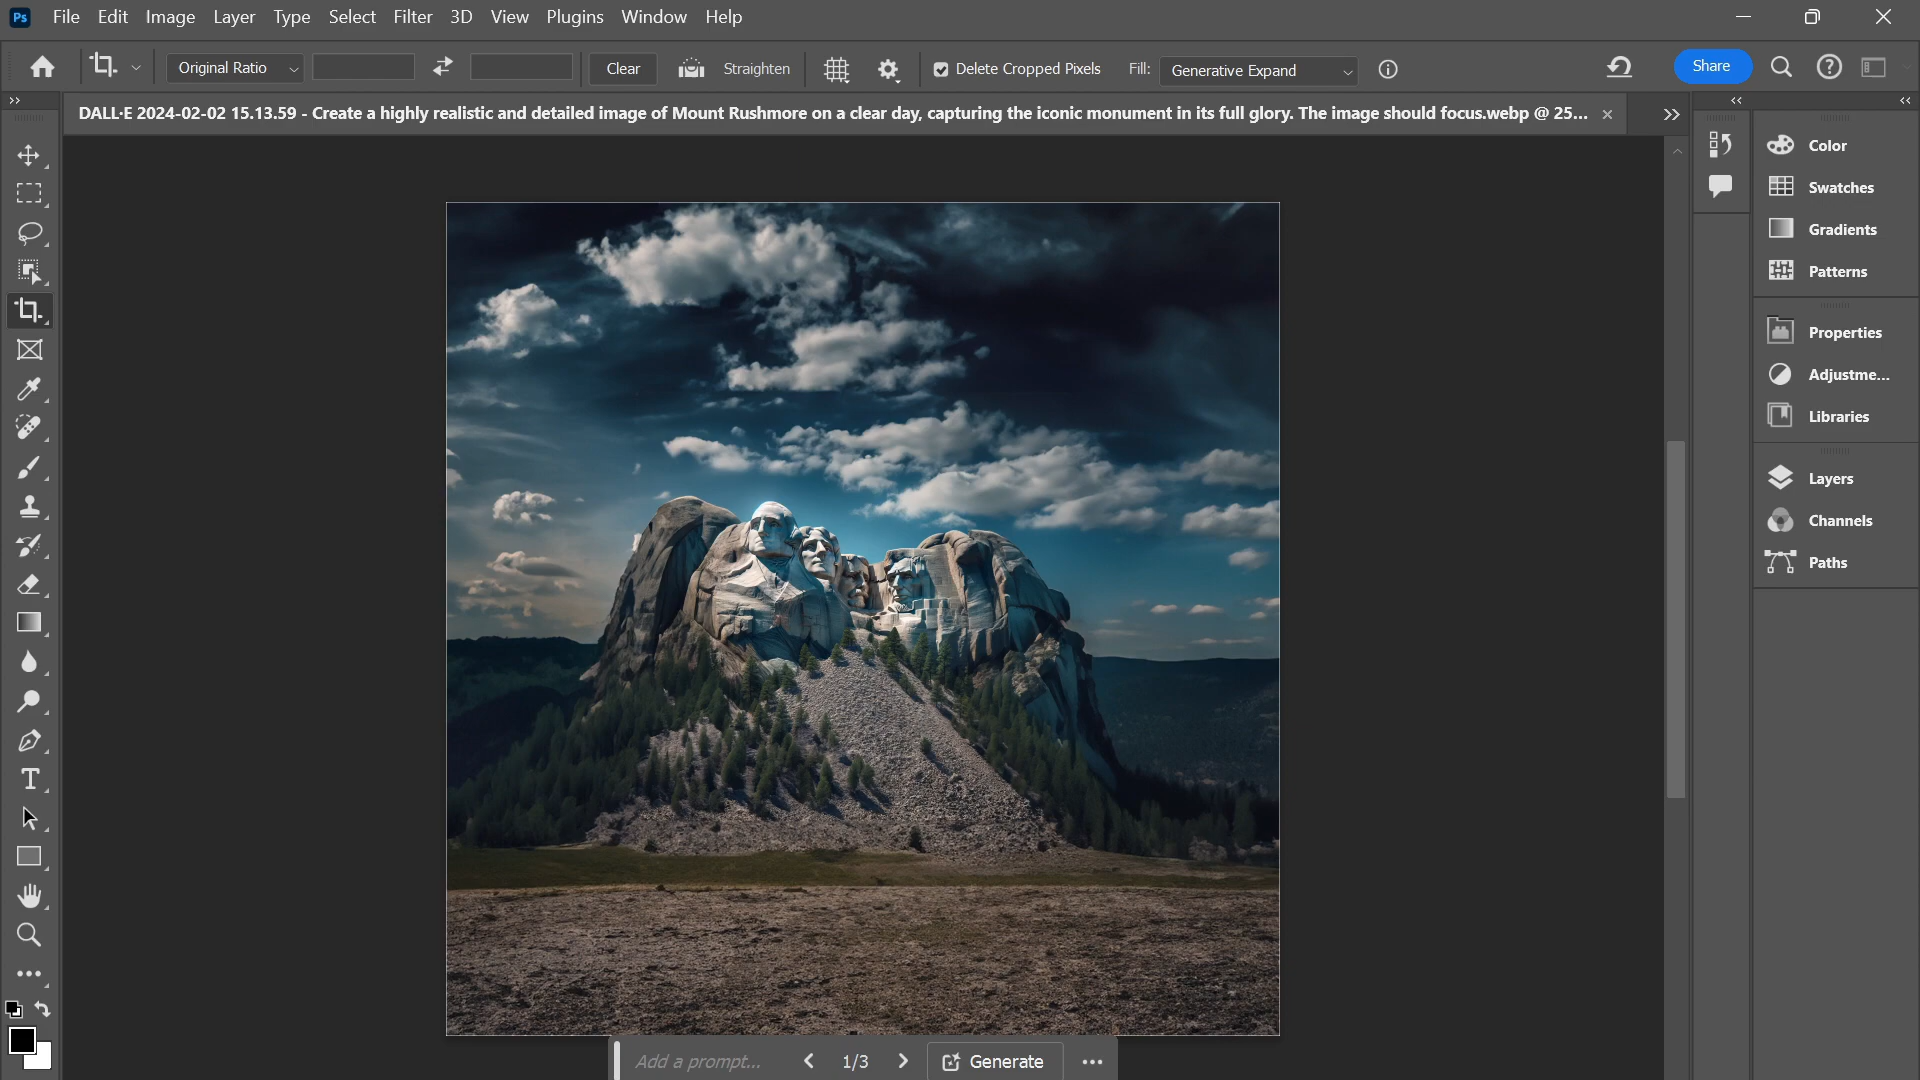 Ps File Edit Image Layer Type Select Filter 3D View Plugins Window Help
Original Ratio Clear Straighten Delete Cropped Pixels Fill: Generative Expand Share
DALL·E 2024-02-02 15.13.59 - Create a highly realistic and detailed image of Mount Rushmore on a clear day, capturing the iconic monument in its full glory. The image should focus.webp @ 25...
Color
Swatches
Gradients
Patterns
Properties
Adjustme...
Libraries
Layers
Channels
Paths
Add a prompt... 1/3 Generate